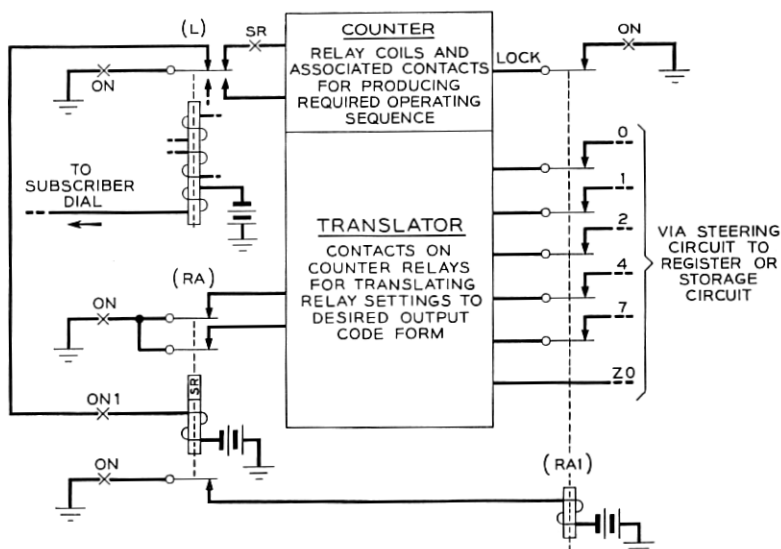 (L)
SR
ON
COUNTER
RELAY COILS AND
ASSOCIATED CONTACTS
FOR PRODUCING
REQUIRED OPERATING
SEQUENCE
LOCK
ON
TO
SUBSCRIBER
DIAL
TRANSLATOR
CONTACTS ON
COUNTER RELAYS
FOR TRANSLATING
RELAY SETTINGS TO
DESIRED OUTPUT
CODE FORM
0
1
2
4
7
Z0
VIA STEERING
CIRCUIT TO
REGISTER OR
STORAGE
CIRCUIT
(RA)
ON
SR
ON1
ON
(RA1)